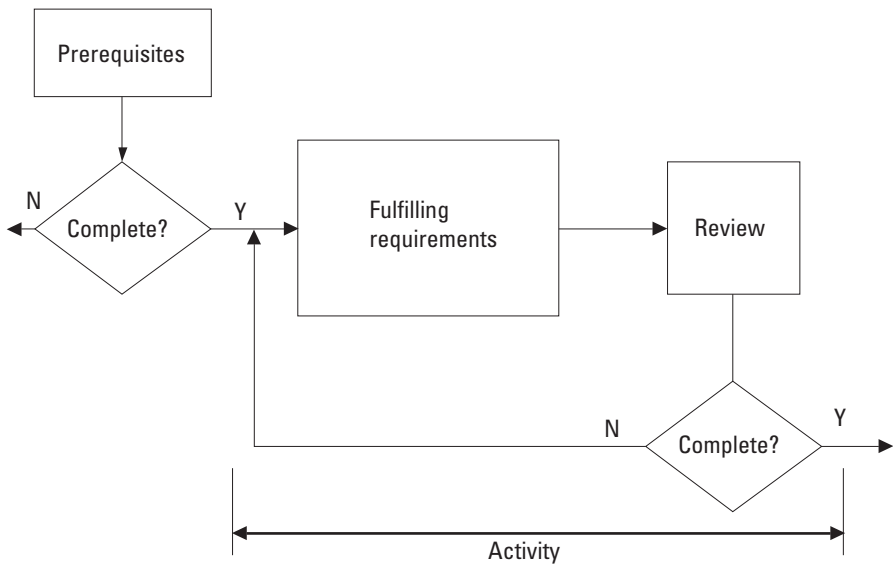 Prerequisites
N
Complete?
Y
Fulfilling
requirements
Review
N
Complete?
Y
Activity